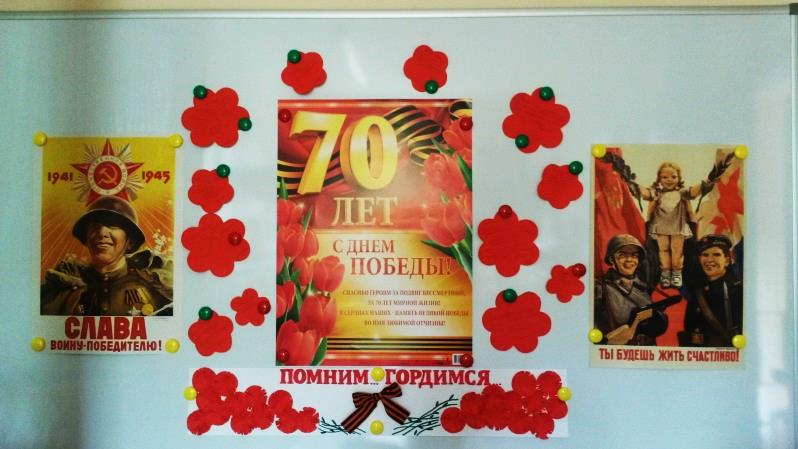 1941 1945
СЛАВА
ВОИНУ-ПОБЕДИТЕЛЮ!
70
ЛЕТ
С ДНЕМ
ПОБЕДЫ!
СПАСИБО ГЕРОЯМ ЗА ПОДВИГ БЕССМЕРТНЫЙ,
ЗА 70 ЛЕТ МИРНОЙ ЖИЗНИ!
В СЕРДЦАХ НАШИХ - ПАМЯТЬ ВЕЛИКОЙ ПОБЕДЫ
ВО ИМЯ ЛЮБИМОЙ ОТЧИЗНЫ!
ПОМНИМ... ГОРДИМСЯ...
ТЫ БУДЕШЬ ЖИТЬ СЧАСТЛИВО!